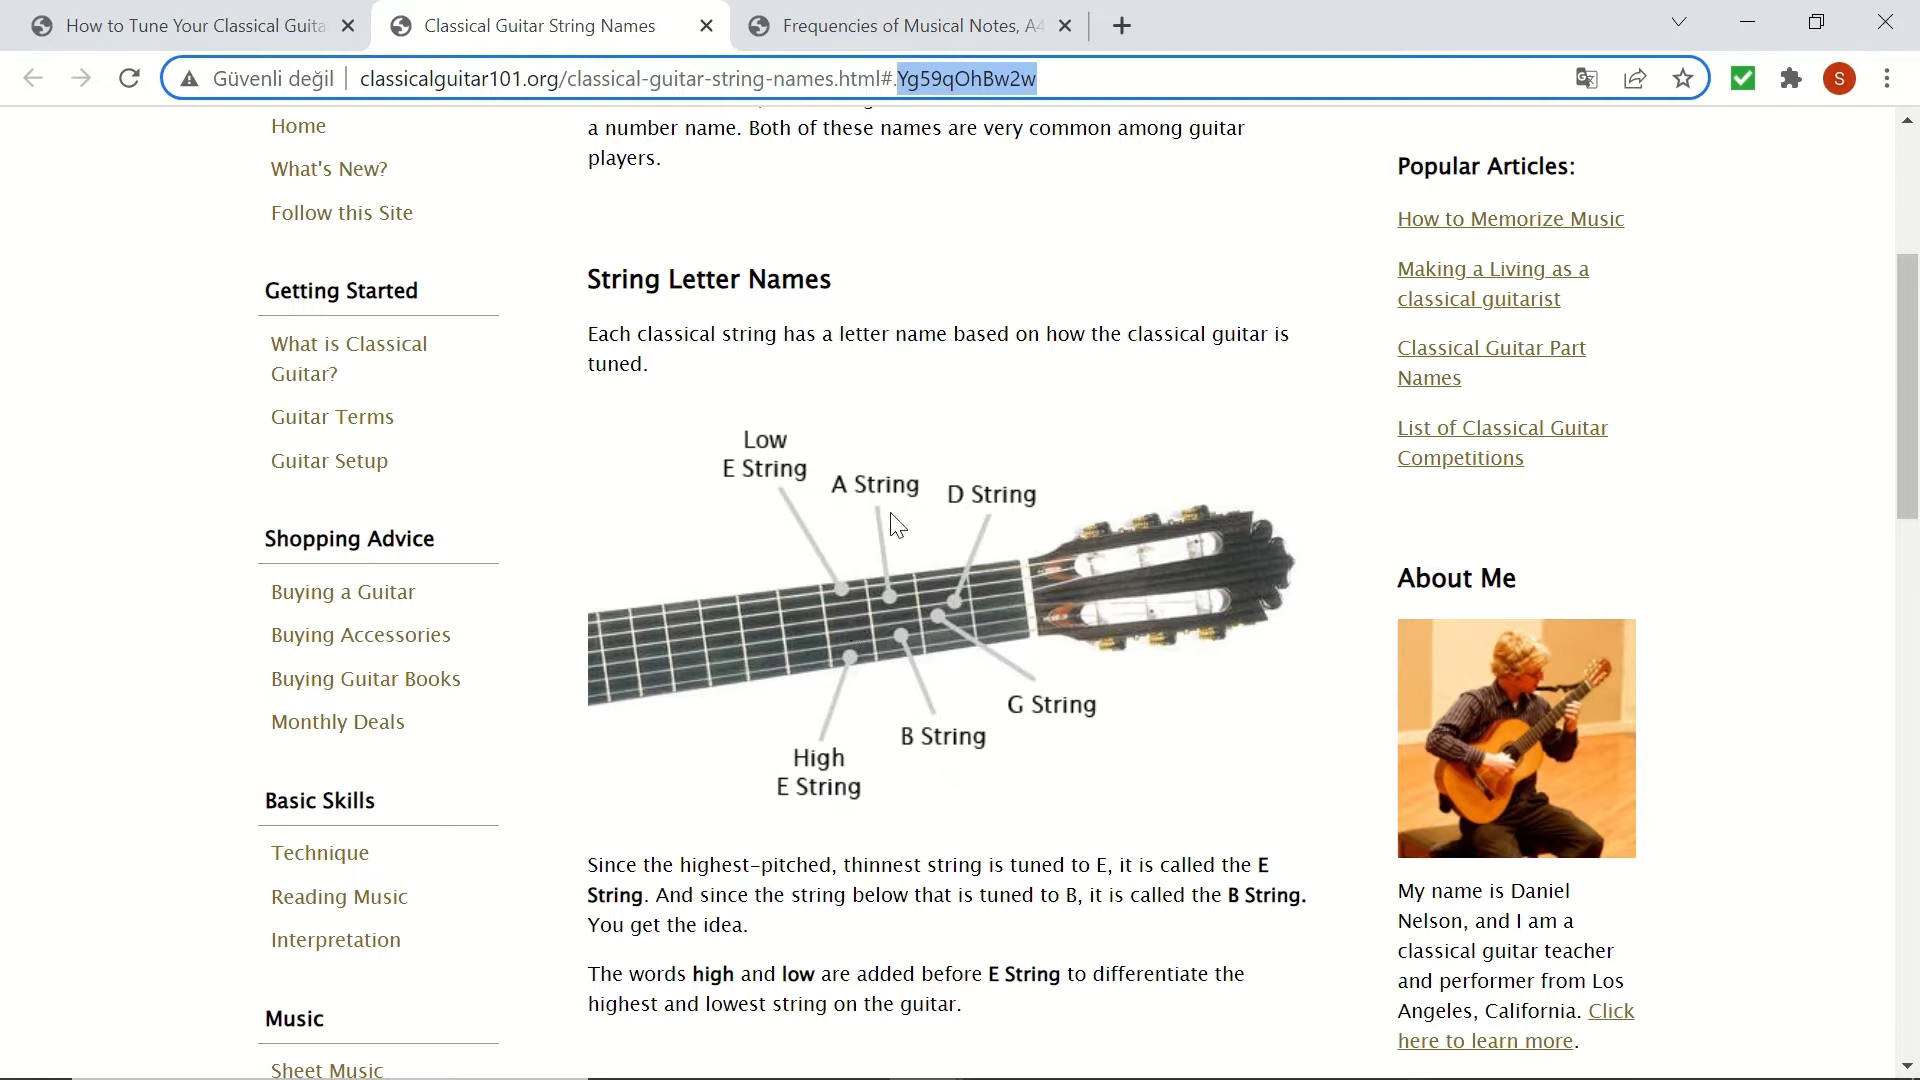 How to Tune Your Classical Guita
Classical Guitar String Names
Frequencies of Musical Notes, A4
Güvenli değil
classicalguitar101.org/classical-guitar-string-names.html#.Yg59qOhBw2w
S
Home
What's New?
Follow this Site
Getting Started
What is Classical
Guitar?
Guitar Terms
Guitar Setup
Shopping Advice
Buying a Guitar
Buying Accessories
Buying Guitar Books
Monthly Deals
Basic Skills
Technique
Reading Music
Interpretation
Music
Sheet Music
a number name. Both of these names are very common among guitar
players.
String Letter Names
Each classical string has a letter name based on how the classical guitar is
tuned.
Low
E String
A String
D String
G String
B String
High
E String
Since the highest-pitched, thinnest string is tuned to E, it is called the E
String. And since the string below that is tuned to B, it is called the B String.
You get the idea.
The words high and low are added before E String to differentiate the
highest and lowest string on the guitar.
Popular Articles:
How to Memorize Music
Making a Living as a
classical guitarist
Classical Guitar Part
Names
List of Classical Guitar
Competitions
About Me
My name is Daniel
Nelson, and I am a
classical guitar teacher
and performer from Los
Angeles, California. Click
here to learn more.